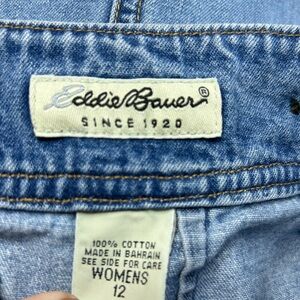 Eddie Bauer®
SINCE 1920
100% COTTON
MADE IN BAHRAIN
SEE SIDE FOR CARE
WOMENS
12